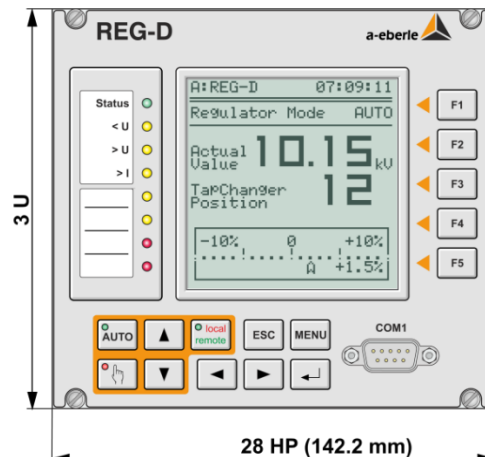 REG-D
a-eberle
A:REG-D 07:09:11
Regulator Mode AUTO
Actual Value 10.15 kV
TapChanger Position 12
-10% 0 +10%
+1.5%
Status
< U
> U
> I
F1
F2
F3
F4
F5
AUTO
local
remote
ESC
MENU
COM1
3 U
28 HP (142.2 mm)